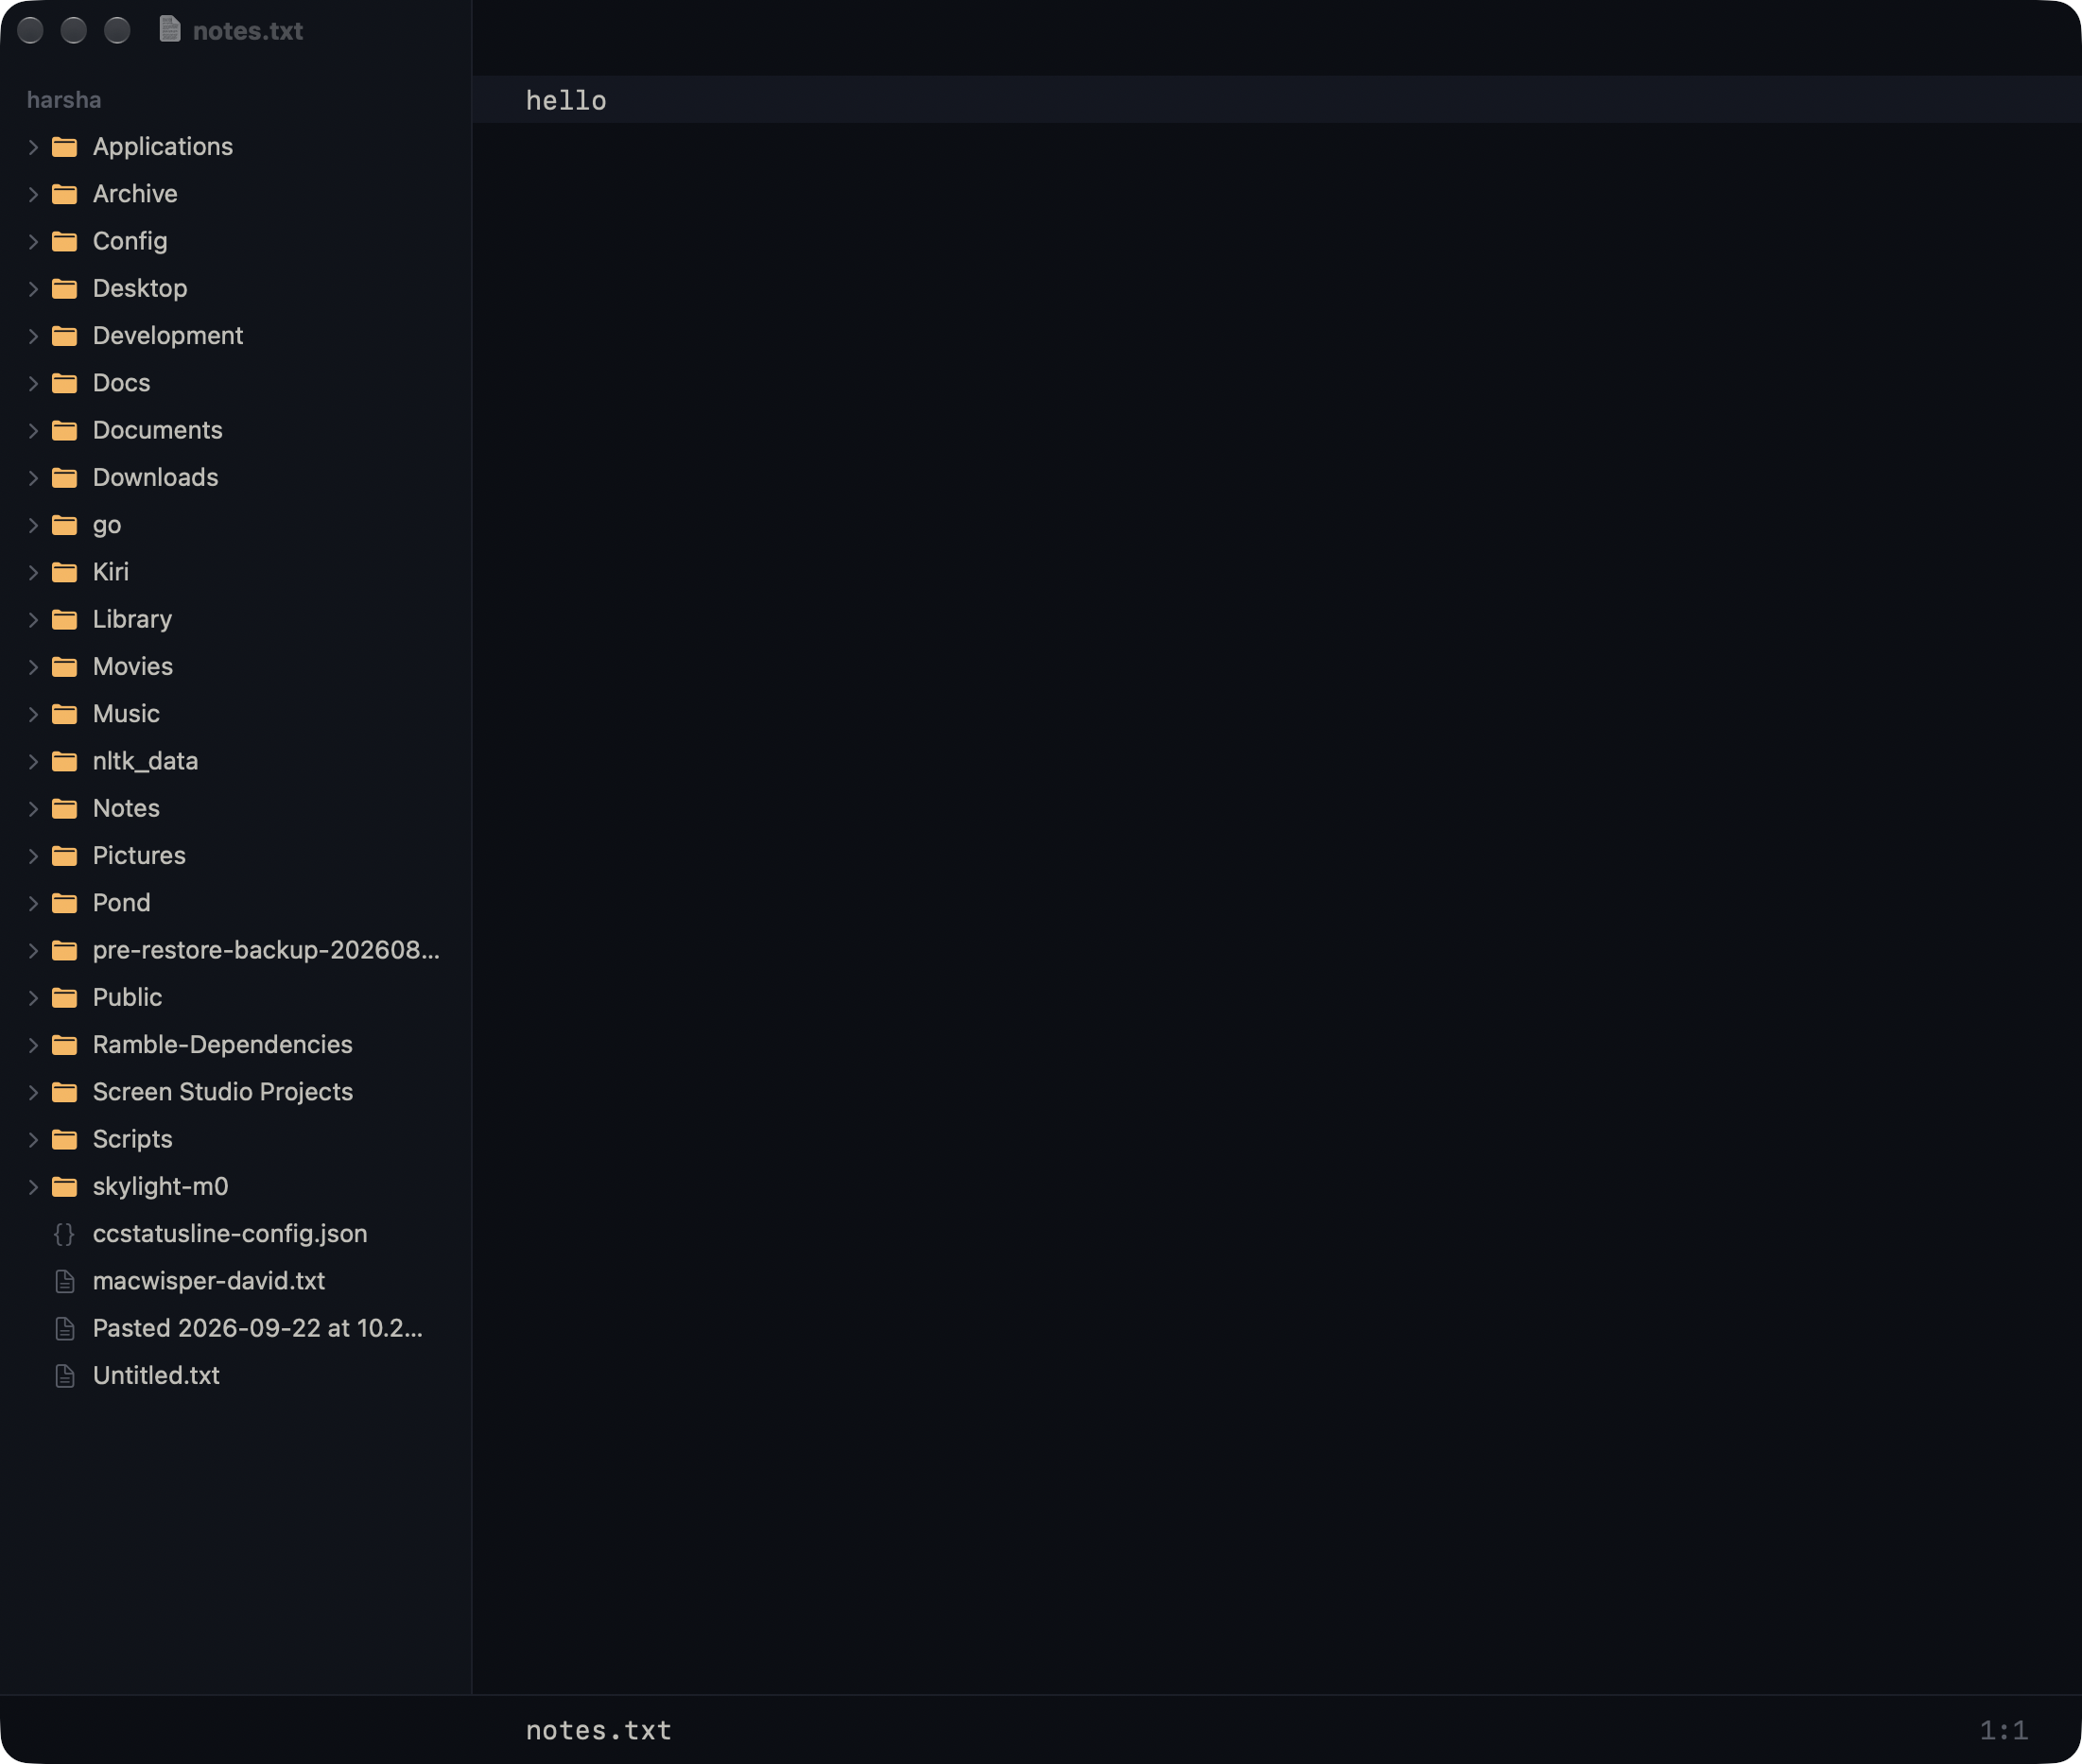 notes.txt
harsha
Applications
Archive
Config
Desktop
Development
Docs
Documents
Downloads
go
Kiri
Library
Movies
Music
nltk_data
Notes
Pictures
Pond
pre-restore-backup-202608...
Public
Ramble-Dependencies
Screen Studio Projects
Scripts
skylight-m0
ccstatusline-config.json
macwisper-david.txt
Pasted 2026-09-22 at 10.2...
Untitled.txt
hello
notes.txt
1:1